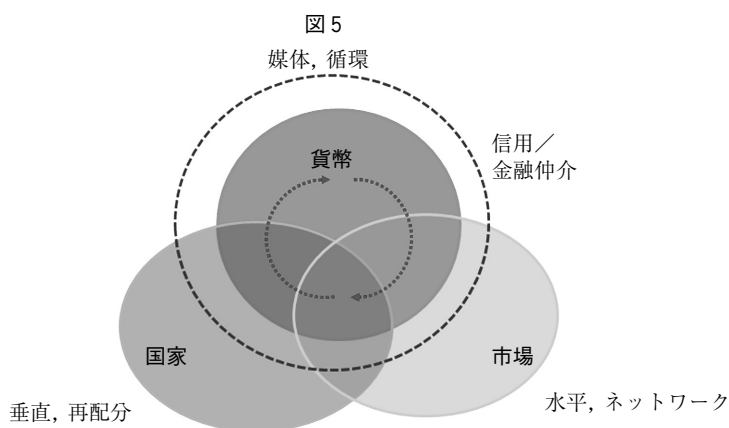 図5
媒体, 循環
信用／
金融仲介
貨幣
国家
市場
垂直, 再配分
水平, ネットワーク